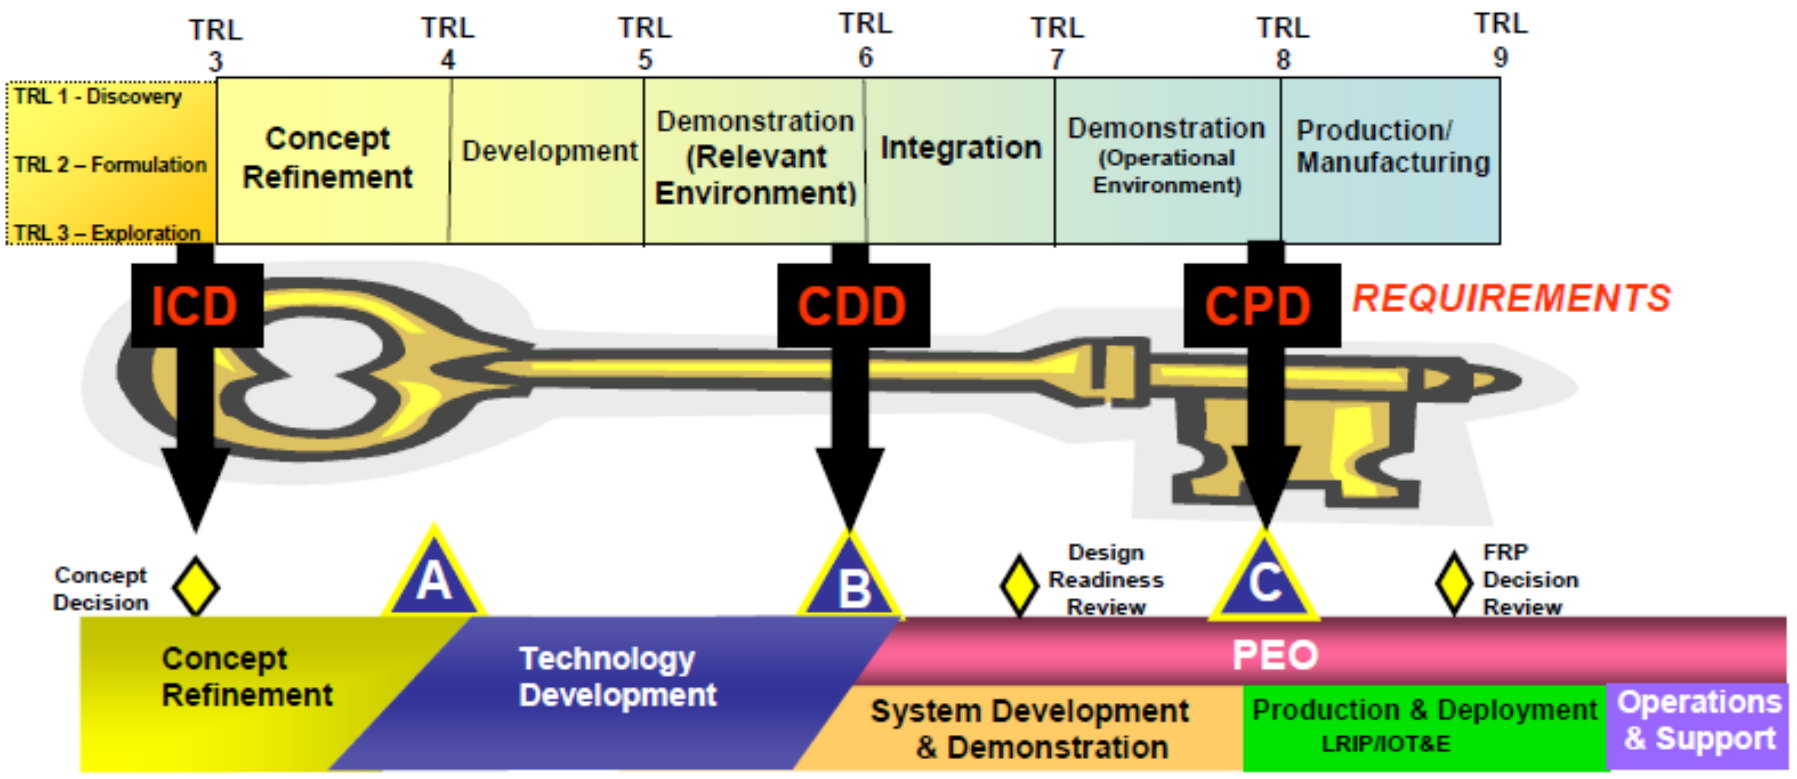 TRL
3
TRL
4
TRL
5
TRL
6
TRL
7
TRL
8
TRL
9
TRL 1 - Discovery
TRL 2 – Formulation
TRL 3 – Exploration
Concept
Refinement
Development
Demonstration
(Relevant
Environment)
Integration
Demonstration
(Operational
Environment)
Production/
Manufacturing
ICD
CDD
CPD
REQUIREMENTS
Concept
Decision
A
B
Design
Readiness
Review
C
FRP
Decision
Review
Concept
Refinement
Technology
Development
PEO
System Development
& Demonstration
Production & Deployment
LRIP/IOT&E
Operations
& Support